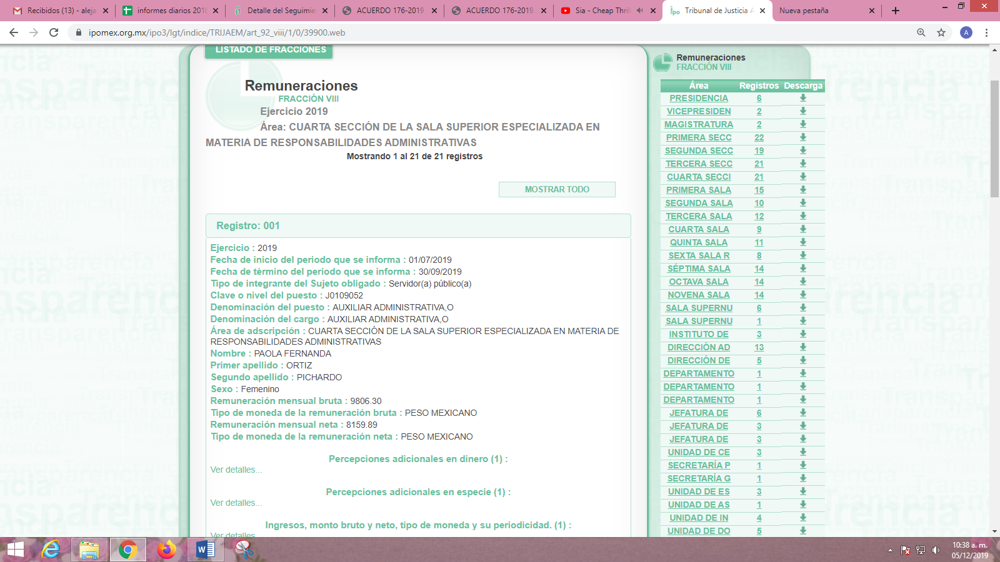 Recibidos (13) - aleja
informes diarios 2018
Detalle del Seguimie
ACUERDO 176-2019
ACUERDO 176-2019
Sia - Cheap Thril
Tribunal de Justicia A
Nueva pestaña
ipomex.org.mx/ipo3/lgt/indice/TRIJAEM/art_92_viii/1/0/39900.web
A
LISTADO DE FRACCIONES
Remuneraciones
FRACCIÓN VIII
Ejercicio 2019
Área: CUARTA SECCIÓN DE LA SALA SUPERIOR ESPECIALIZADA EN
MATERIA DE RESPONSABILIDADES ADMINISTRATIVAS
Mostrando 1 al 21 de 21 registros
MOSTRAR TODO
Registro: 001
Ejercicio : 2019
Fecha de inicio del periodo que se informa : 01/07/2019
Fecha de término del periodo que se informa : 30/09/2019
Tipo de integrante del Sujeto obligado : Servidor(a) público(a)
Clave o nivel del puesto : J0109052
Denominación del puesto : AUXILIAR ADMINISTRATIVA,O
Denominación del cargo : AUXILIAR ADMINISTRATIVA,O
Área de adscripción : CUARTA SECCIÓN DE LA SALA SUPERIOR ESPECIALIZADA EN MATERIA DE
RESPONSABILIDADES ADMINISTRATIVAS
Nombre : PAOLA FERNANDA
Primer apellido : ORTIZ
Segundo apellido : PICHARDO
Sexo : Femenino
Remuneración mensual bruta : 9806.30
Tipo de moneda de la remuneración bruta : PESO MEXICANO
Remuneración mensual neta : 8159.89
Tipo de moneda de la remuneración neta : PESO MEXICANO
Percepciones adicionales en dinero (1) :
Ver detalles...
Percepciones adicionales en especie (1) :
Ver detalles...
Ingresos, monto bruto y neto, tipo de moneda y su periodicidad. (1) :
Ver detalles
Remuneraciones
FRACCIÓN VIII
Área Registros Descarga
PRESIDENCIA 6
VICEPRESIDEN 2
MAGISTRATURA 2
PRIMERA SECC 22
SEGUNDA SECC 19
TERCERA SECC 21
CUARTA SECCI 21
PRIMERA SALA 15
SEGUNDA SALA 10
TERCERA SALA 12
CUARTA SALA 9
QUINTA SALA 11
SEXTA SALA R 8
SÉPTIMA SALA 14
OCTAVA SALA 14
NOVENA SALA 14
SALA SUPERNU 6
SALA SUPERNU 1
INSTITUTO DE 3
DIRECCIÓN AD 13
DIRECCIÓN DE 5
DEPARTAMENTO 1
DEPARTAMENTO 1
DEPARTAMENTO 1
JEFATURA DE 6
JEFATURA DE 3
JEFATURA DE 3
UNIDAD DE CE 3
SECRETARÍA P 1
SECRETARÍA G 1
UNIDAD DE ES 3
UNIDAD DE AS 1
UNIDAD DE IN 4
UNIDAD DE DO 5
10:38 a. m.
05/12/2019